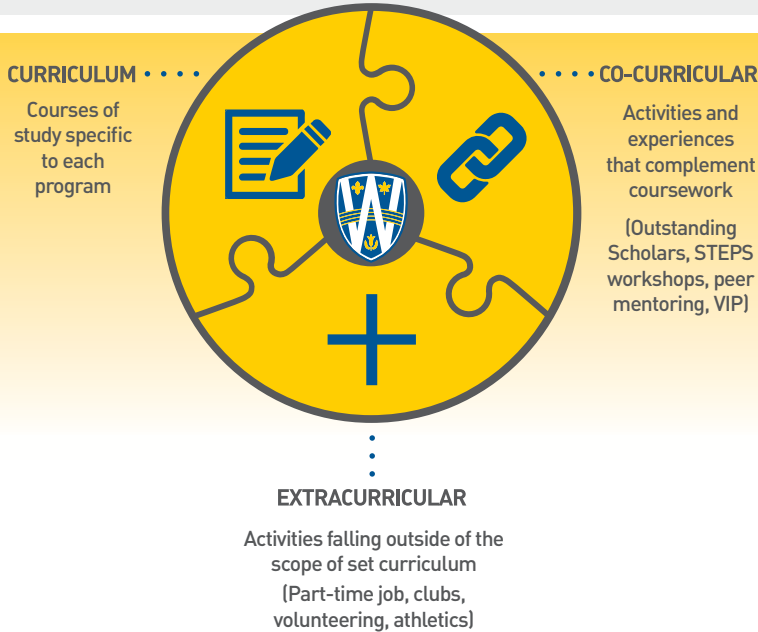 CURRICULUM
Courses of
study specific
to each
program
CO-CURRICULAR
Activities and
experiences
that complement
coursework
(Outstanding
Scholars, STEPS
workshops, peer
mentoring, VIP)
W
EXTRACURRICULAR
Activities falling outside of the
scope of set curriculum
(Part-time job, clubs,
volunteering, athletics)